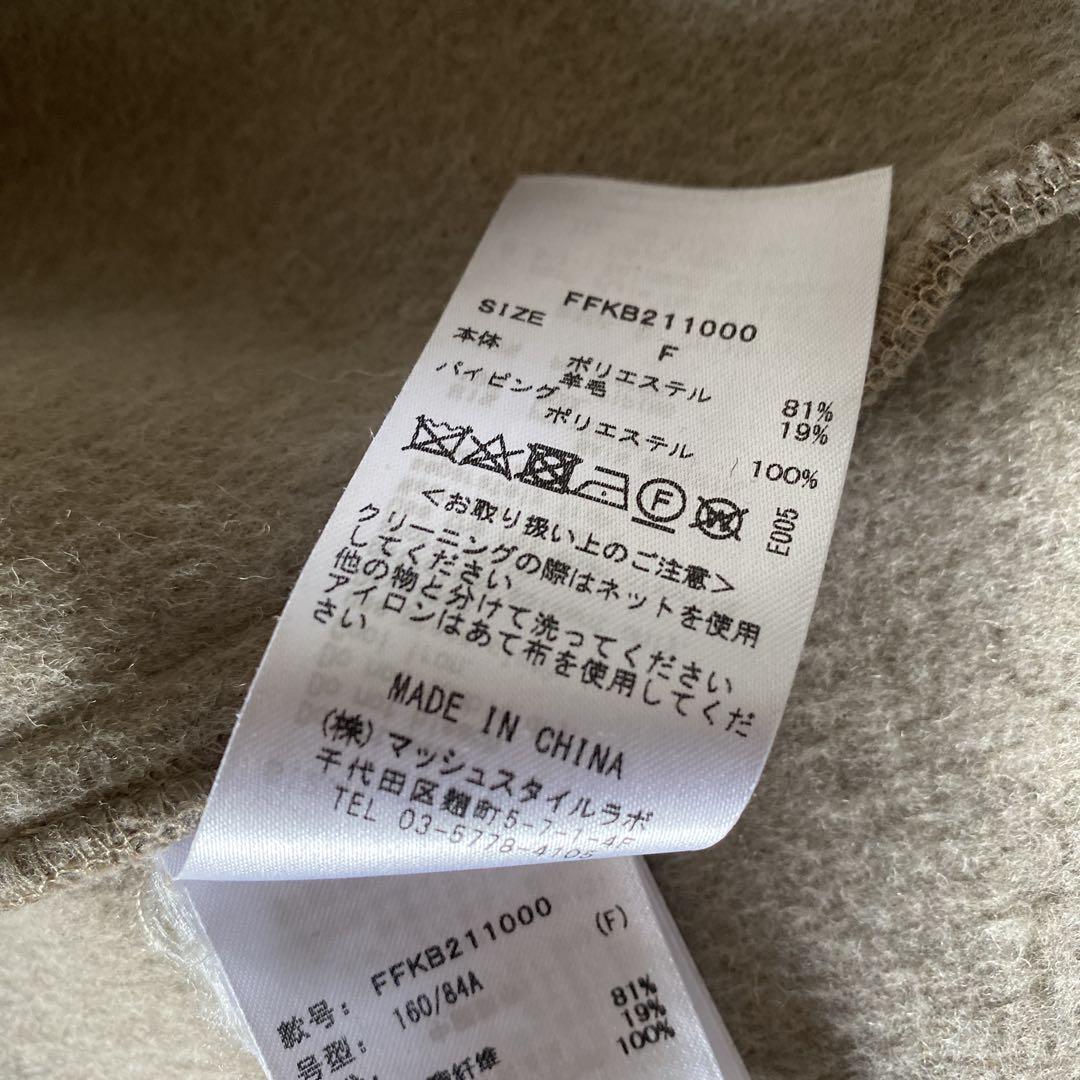 FFKB211000
SIZE F
本体 ポリエステル 81%
羊毛 19%
パイピング ポリエステル 100%
F W
E005
<お取り扱い上のご注意>
クリーニングの際はネットを使用
してください
他の物と分けて洗ってください
アイロンはあて布を使用してくだ
さい
MADE IN CHINA
(株)マッシュスタイルラボ
千代田区麹町5-7-1-4F
TEL 03-5778-4105
款号: FFKB211000 (F)
号型: 160/84A
81%
19%
纤维 100%